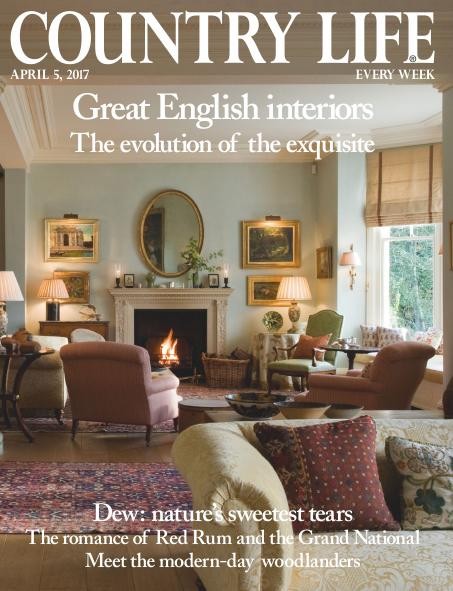 COUNTRY LIFE®
APRIL 5, 2017
EVERY WEEK
Great English interiors
The evolution of the exquisite
Dew: nature's sweetest tears
The romance of Red Rum and the Grand National
Meet the modern-day woodlanders